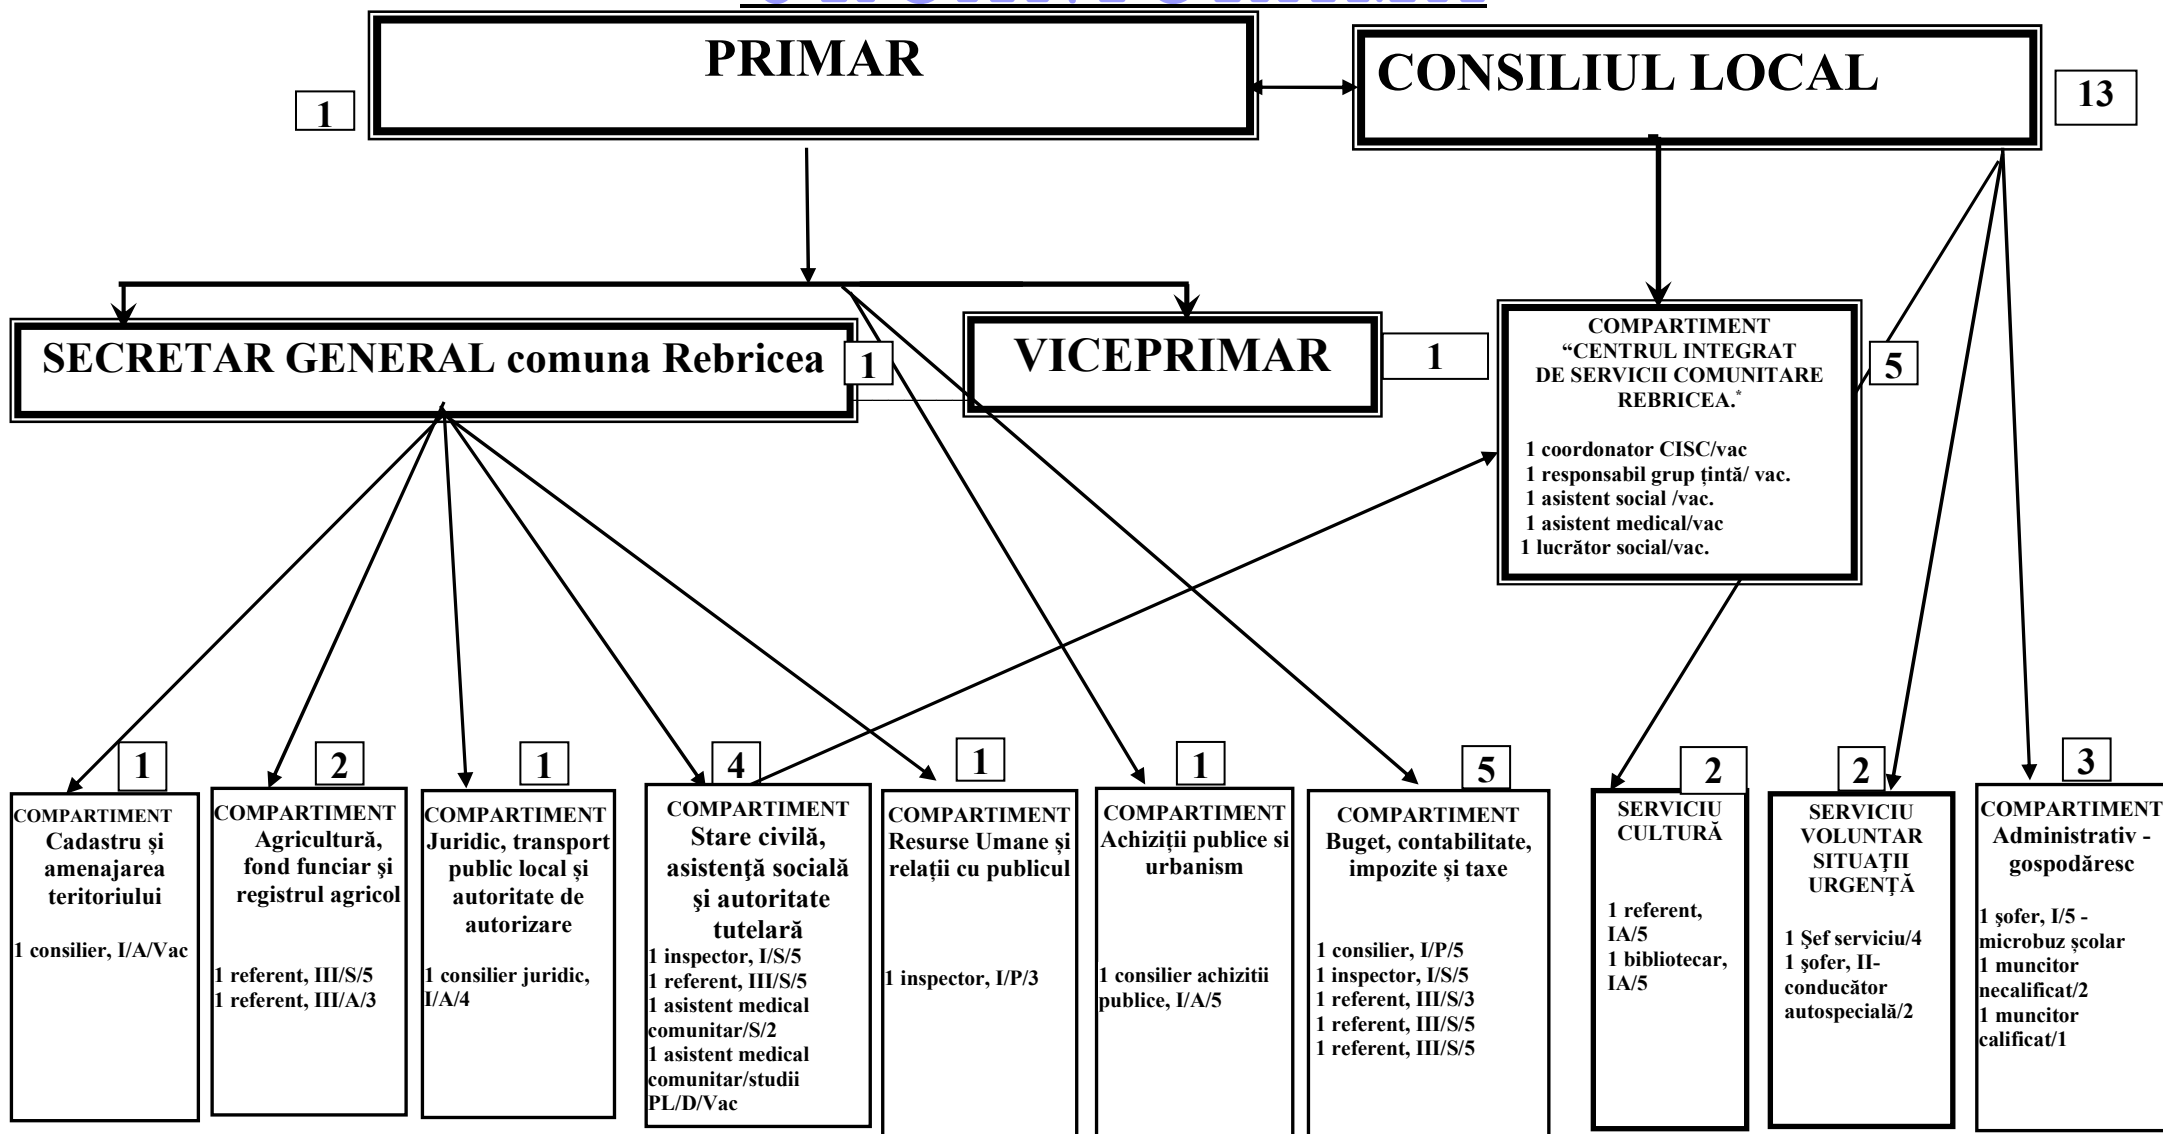 PRIMAR
1
CONSILIUL LOCAL
13
SECRETAR GENERAL comuna Rebricea
1
VICEPRIMAR
1
COMPARTIMENT
“CENTRUL INTEGRAT
DE SERVICII COMUNITARE
REBRICEA.*
1 coordonator CISC/vac
1 responsabil grup țintă/ vac.
1 asistent social /vac.
1 asistent medical/vac
1 lucrător social/vac.
5
1
COMPARTIMENT
Cadastru și
amenajarea
teritoriului
1 consilier, I/A/Vac
2
COMPARTIMENT
Agricultură,
fond funciar şi
registrul agricol
1 referent, III/S/5
1 referent, III/A/3
1
COMPARTIMENT
Juridic, transport
public local și
autoritate de
autorizare
1 consilier juridic,
I/A/4
4
COMPARTIMENT
Stare civilă,
asistenţă socială
şi autoritate
tutelară
1 inspector, I/S/5
1 referent, III/S/5
1 asistent medical
comunitar/S/2
1 asistent medical
comunitar/studii
PL/D/Vac
1
COMPARTIMENT
Resurse Umane și
relații cu publicul
1 inspector, I/P/3
1
COMPARTIMENT
Achiziții publice si
urbanism
1 consilier achizitii
publice, I/A/5
5
COMPARTIMENT
Buget, contabilitate,
impozite și taxe
1 consilier, I/P/5
1 inspector, I/S/5
1 referent, III/S/3
1 referent, III/S/5
1 referent, III/S/5
2
SERVICIU
CULTURĂ
1 referent,
IA/5
1 bibliotecar,
IA/5
2
SERVICIU
VOLUNTAR
SITUAŢII
URGENŢĂ
1 Şef serviciu/4
1 şofer, II-
conducător
autospecială/2
3
COMPARTIMENT
Administrativ -
gospodăresc
1 şofer, I/5 -
microbuz școlar
1 muncitor
necalificat/2
1 muncitor
calificat/1